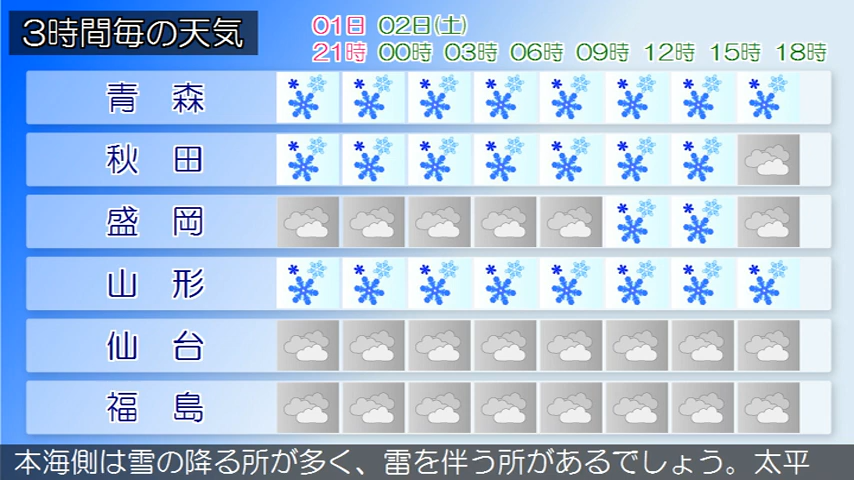 3時間毎の天気
01日 02日(土)
21時 00時 03時 06時 09時 12時 15時 18時
青 森
秋 田
盛 岡
山 形
仙 台
福 島
本海側は雪の降る所が多く、雷を伴う所があるでしょう。太平